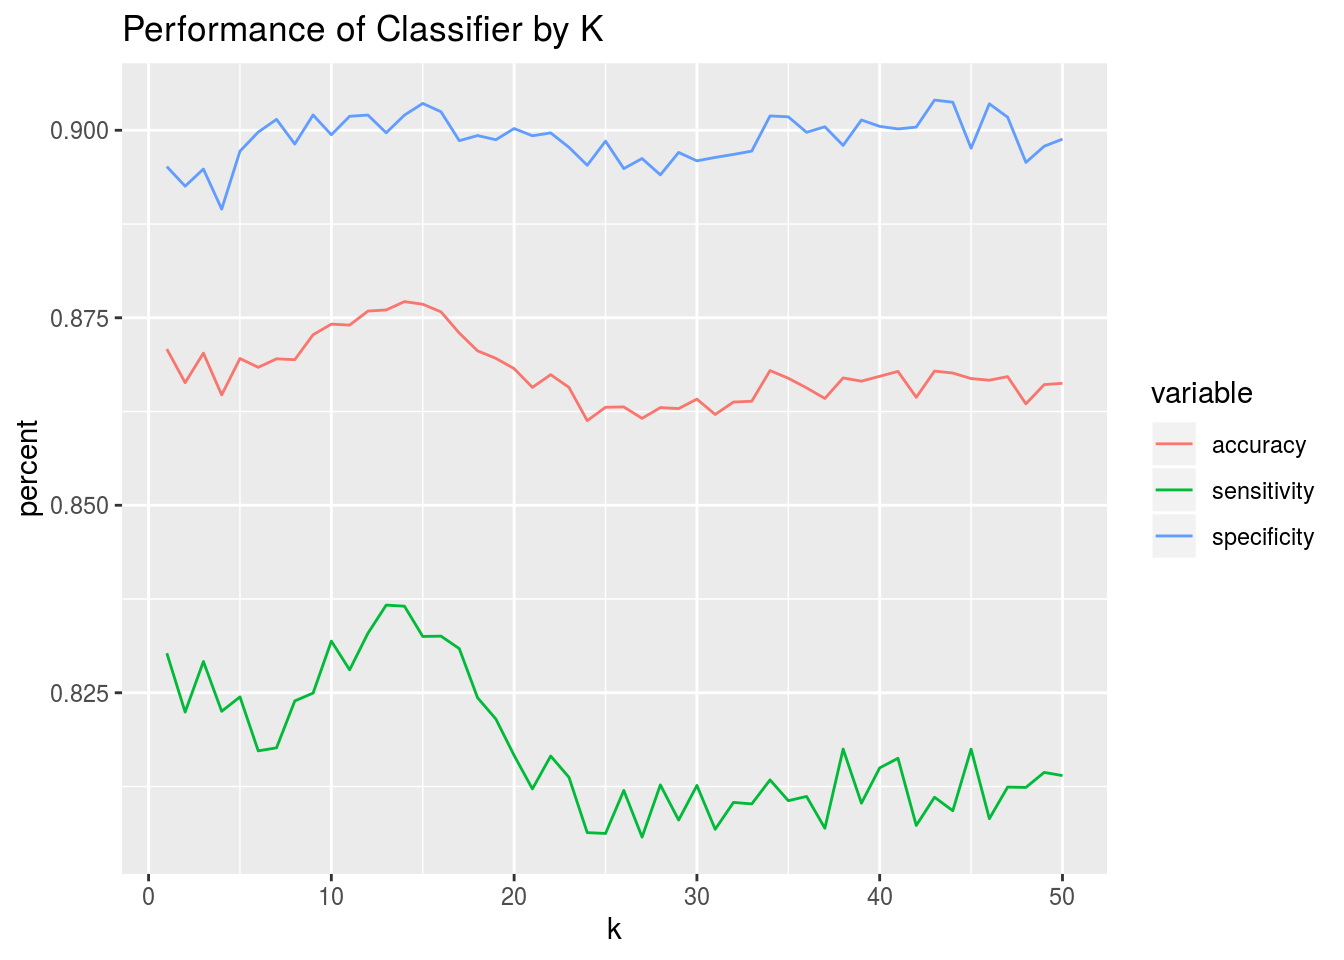 Performance of Classifier by K
0.900
0.875
0.850
0.825
percent
0
10
20
30
40
50
k
variable
accuracy
sensitivity
specificity